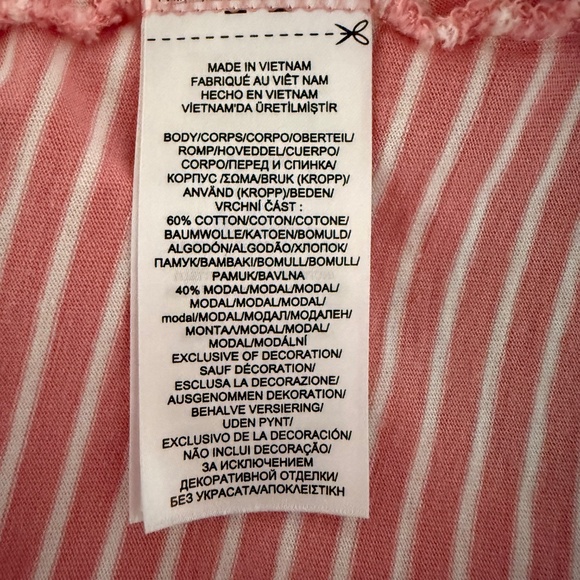 MADE IN VIETNAM
FABRIQUÉ AU VIÊT NAM
HECHO EN VIETNAM
VİETNAM'DA ÜRETİLMİŞTİR
BODY/CORPS/CORPO/OBERTEIL/
ROMP/HOVEDDEL/CUERPO/
CORPO/ПЕРЕД И СПИНКА/
КОРПУС /ΣΩΜΑ/BRUK (KROPP)/
ANVÄND (KROPP)/BEDEN/
VRCHNÍ ČÁST :
60% COTTON/COTON/COTONE/
BAUMWOLLE/KATOEN/BOMULD/
ALGODÓN/ALGODÃO/ХЛОПОК/
ПАМУК/ΒΑΜΒΑΚΙ/BOMULL/BOMULL/
PAMUK/BAVLNA
40% MODAL/MODAL/MODAL/
MODAL/MODAL/MODAL/
modal/MODAL/МОДАЛ/МОДАЛЕН/
ΜΟΝΤΑΛ/MODAL/MODAL/
MODAL/MODÁLNÍ
EXCLUSIVE OF DECORATION/
SAUF DÉCORATION/
ESCLUSA LA DECORAZIONE/
AUSGENOMMEN DEKORATION/
BEHALVE VERSIERING/
UDEN PYNT/
EXCLUSIVO DE LA DECORACIÓN/
NÃO INCLUI DECORAÇÃO/
ЗА ИСКЛЮЧЕНИЕМ
ДЕКОРАТИВНОЙ ОТДЕЛКИ/
БЕЗ УКРАСАТА/ΑΠΟΚΛΕΙΣΤΙΚΗ